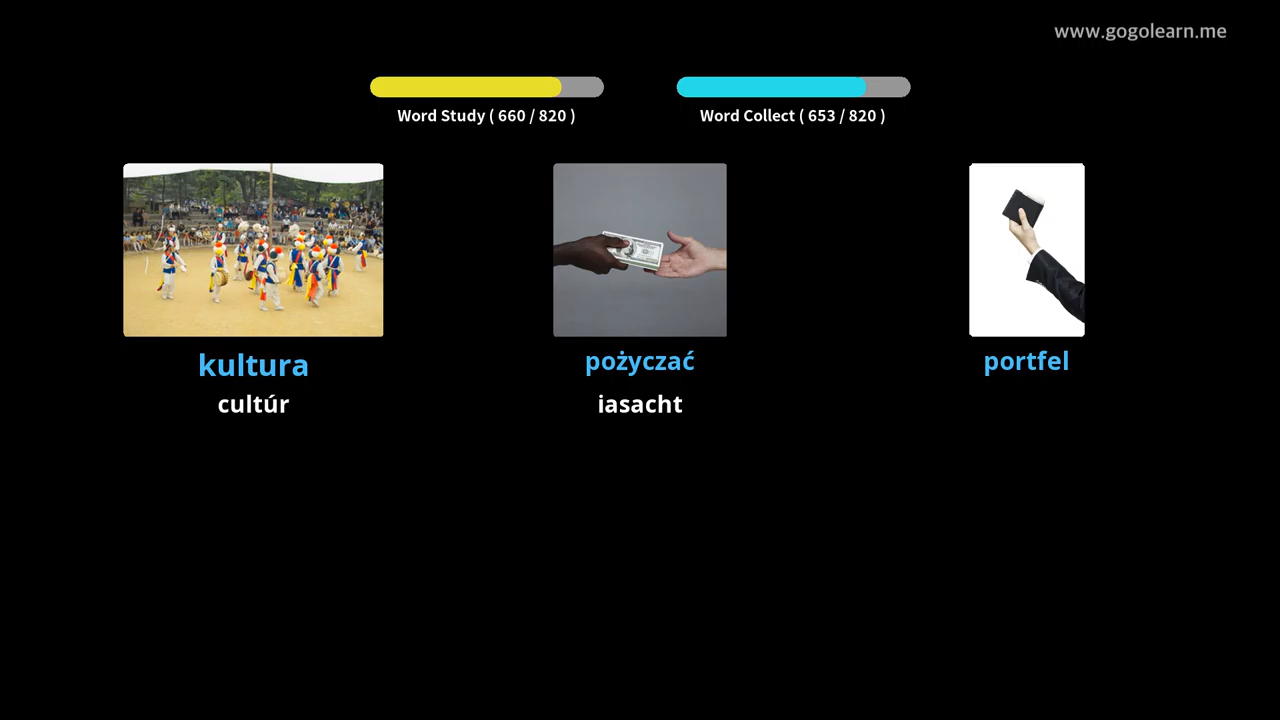 www.gogolearn.me
Word Study ( 660 / 820 )
Word Collect ( 653 / 820 )
kultura
cultúr
pożyczać
iasacht
portfel